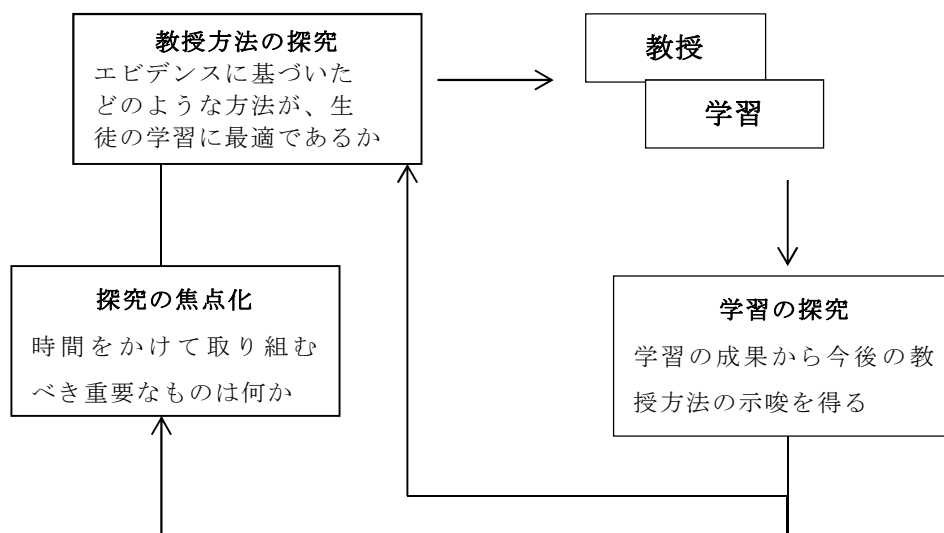 教授方法の探究
エビデンスに基づいた
どのような方法が、生
徒の学習に最適であるか
教授
学習
探究の焦点化
時間をかけて取り組む
べき重要なものは何か
学習の探究
学習の成果から今後の教
授方法の示唆を得る